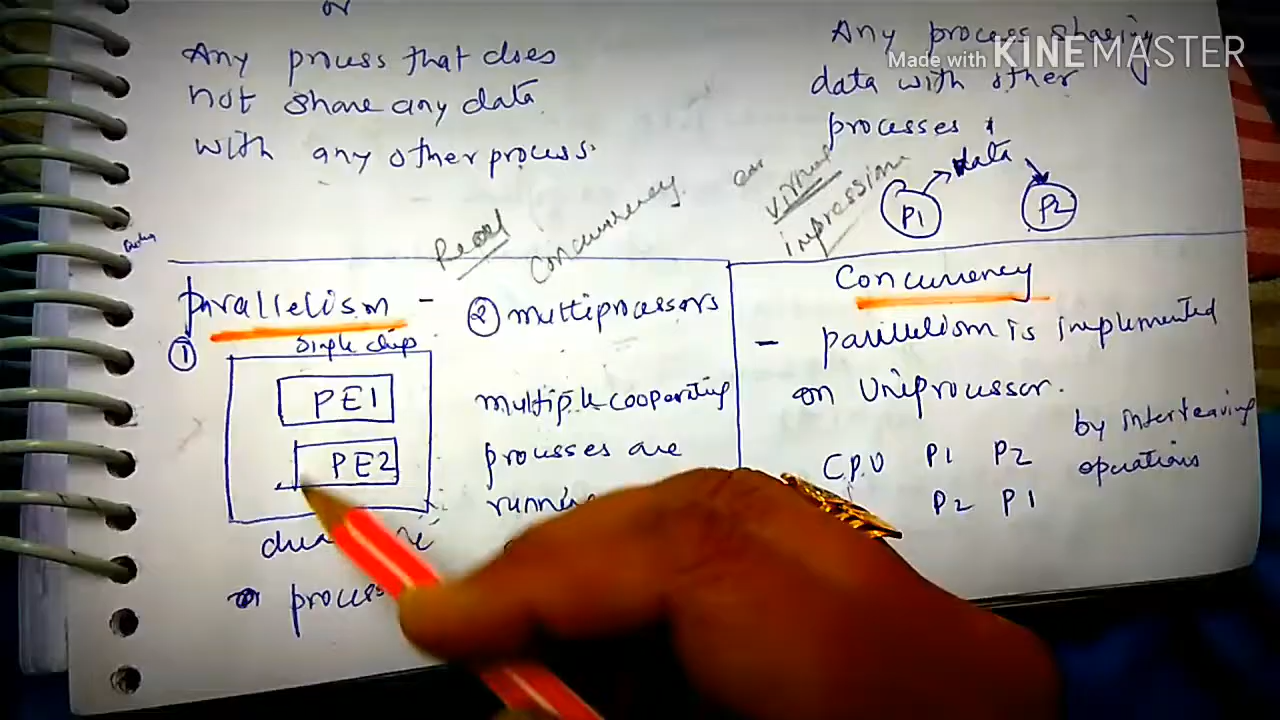 or
Any process that does
not share any data
with any other process.
Any process sharing
data with other
processes
data
P1
P2
Made with KINEMASTER
Real
Concurrency
or
virtual
impression
Parallelism -
①
Single chip
PE1
PE2
② multiprocessors
multiple cooperating
prousses are
Concurrency
- parallelism is implemented
on Uniprocessor.
by interleaving
operations
C.P.U P1 P2
P2 P1